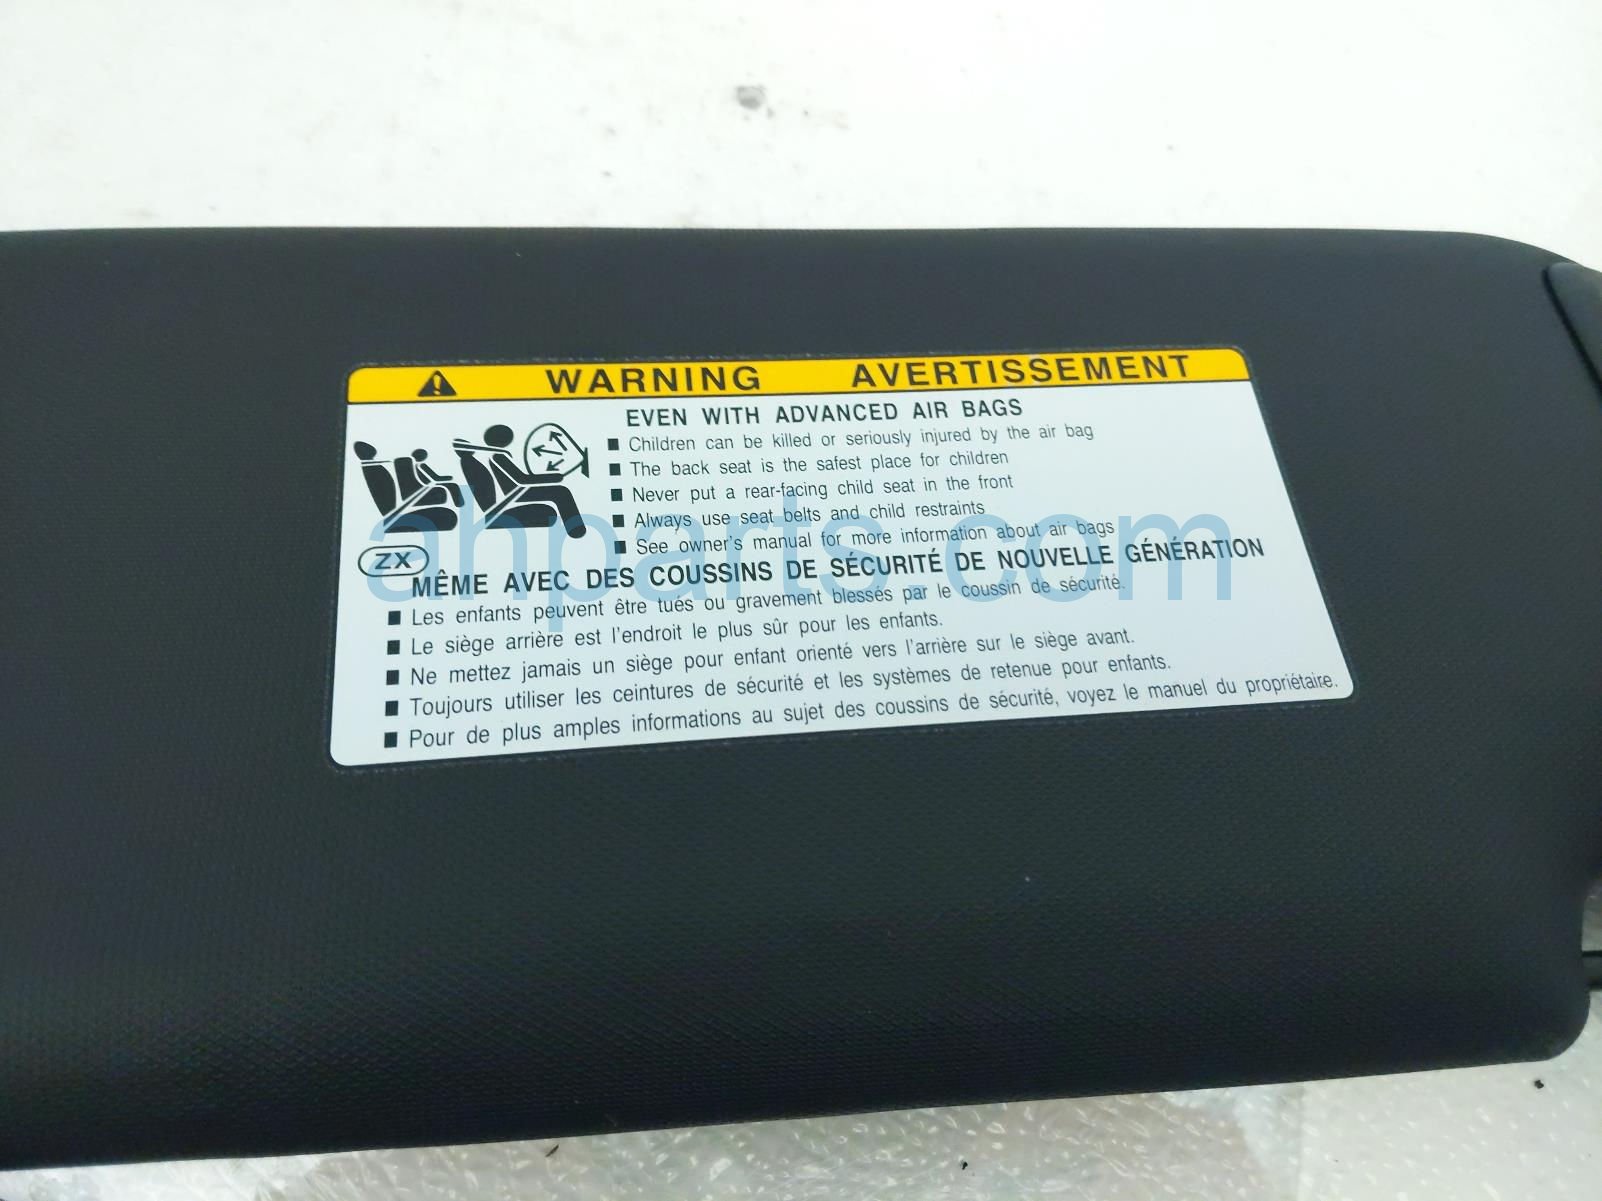 WARNING AVERTISSEMENT
EVEN WITH ADVANCED AIR BAGS
■ Children can be killed or seriously injured by the air bag
■ The back seat is the safest place for children
■ Never put a rear-facing child seat in the front
■ Always use seat belts and child restraints
■ See owner's manual for more information about air bags
ZX
MÊME AVEC DES COUSSINS DE SÉCURITÉ DE NOUVELLE GÉNÉRATION
■ Les enfants peuvent être tués ou gravement blessés par le coussin de sécurité.
■ Le siège arrière est l'endroit le plus sûr pour les enfants.
■ Ne mettez jamais un siège pour enfant orienté vers l'arrière sur le siège avant.
■ Toujours utiliser les ceintures de sécurité et les systèmes de retenue pour enfants.
■ Pour de plus amples informations au sujet des coussins de sécurité, voyez le manuel du propriétaire.
ahparts.com